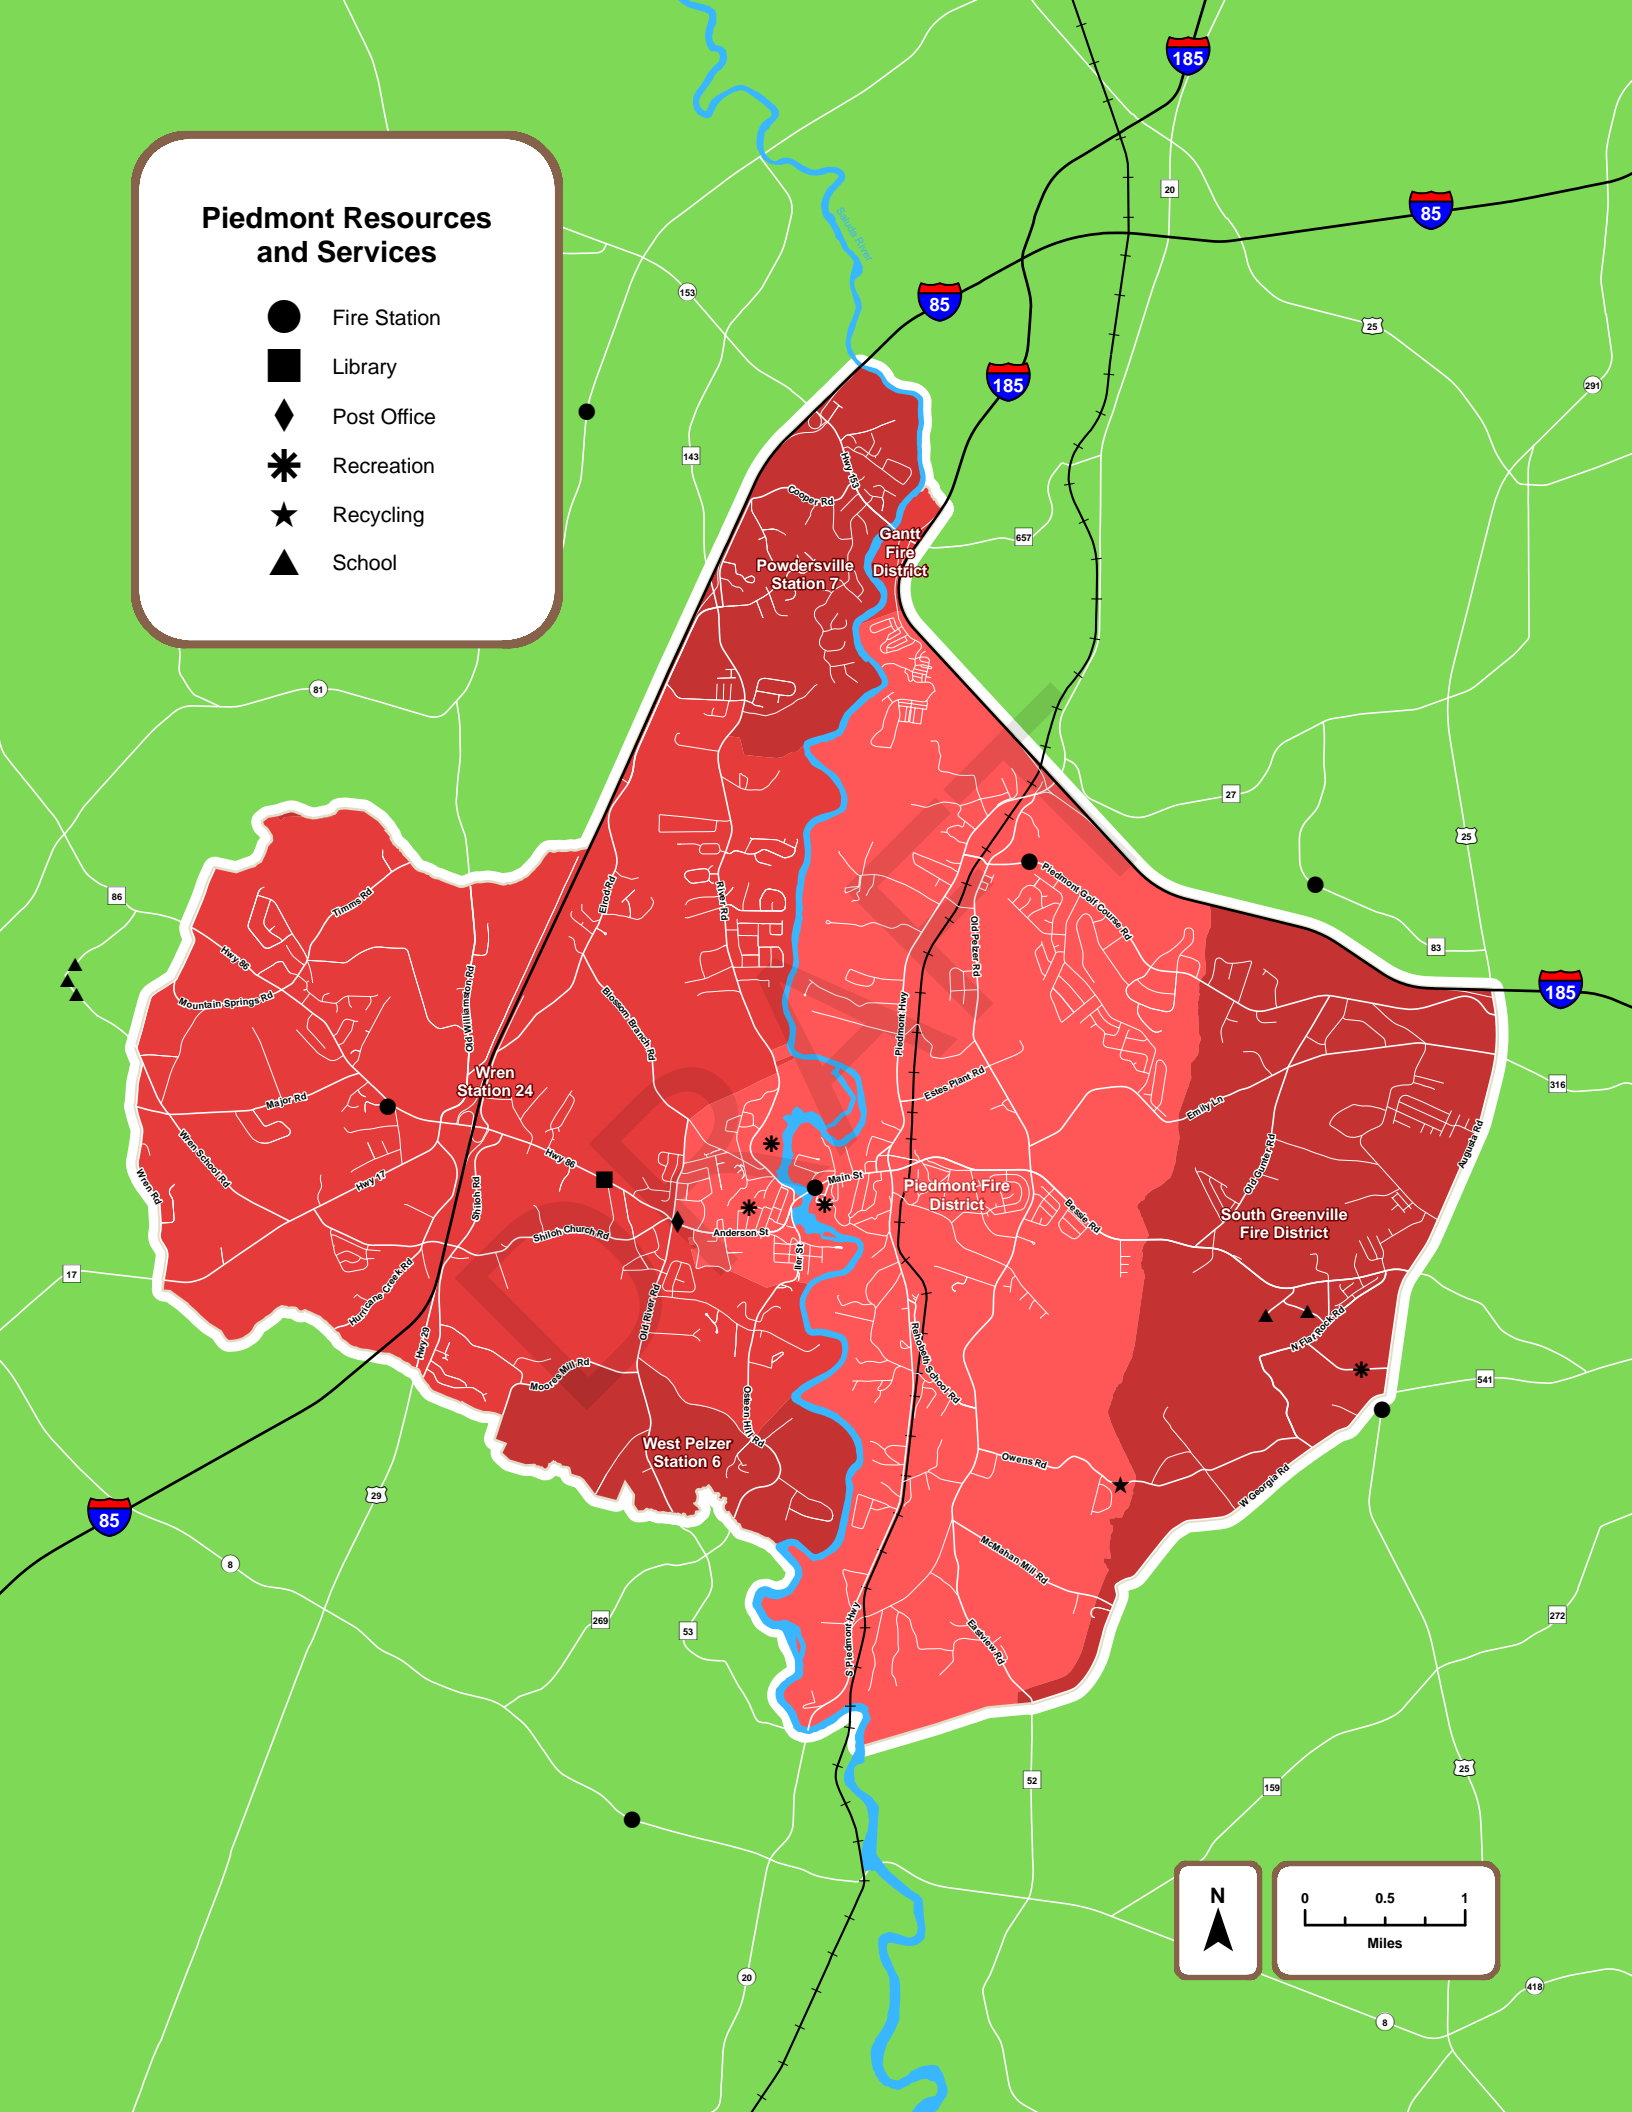 185
20
85
Saluda River
Piedmont Resources
and Services
Fire Station
Library
Post Office
Recreation
Recycling
School
153
85
25
185
291
143
Hwy 153
Cooper Rd
657
Gantt
Fire
District
Powdersville
Station 7
81
27
25
86
Timms Rd
Elrod Rd
River Rd
Piedmont Golf Course Rd
Old Pelzer Rd
83
Hwy 86
Mountain Springs Rd
Old Williamston Rd
Blossom Branch Rd
Piedmont Hwy
185
Wren
Station 24
Estes Plant Rd
316
Major Rd
Emily Ln
Augusta Rd
Wren School Rd
Wren Rd
Hwy 17
Shiloh Rd
Hwy 86
Main St
Piedmont Fire
District
Old Gunter Rd
Bessie Rd
South Greenville
Fire District
Shiloh Church Rd
Anderson St
ller St
17
Hurricane Creek Rd
Hwy 29
Old River Rd
Moores Mill Rd
Rehobeth School Rd
N Flat Rock Rd
541
Osteen Hill Rd
West Pelzer
Station 6
Owens Rd
W Georgia Rd
29
85
8
McMahan Mill Rd
269
53
S Piedmont Hwy
Eastview Rd
272
52
159
25
N
0 0.5 1
Miles
20
418
8
DRAFT